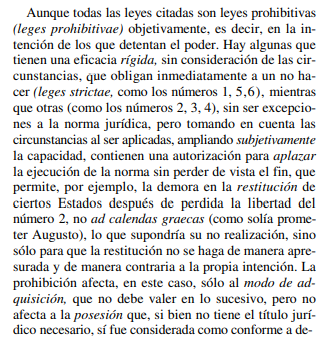 Aunque todas las leyes citadas son leyes prohibitivas
(leges prohibitivae) objetivamente, es decir, en la in-
tención de los que detentan el poder. Hay algunas que
tienen una eficacia rígida, sin consideración de las cir-
cunstancias, que obligan inmediatamente a un no ha-
cer (leges strictae, como los números 1, 5,6), mientras
que otras (como los números 2, 3, 4), sin ser excepcio-
nes a la norma jurídica, pero tomando en cuenta las
circunstancias al ser aplicadas, ampliando subjetivamente
la capacidad, contienen una autorización para aplazar
la ejecución de la norma sin perder de vista el fin, que
permite, por ejemplo, la demora en la restitución de
ciertos Estados después de perdida la libertad del
número 2, no ad calendas graecas (como solía prome-
ter Augusto), lo que supondría su no realización, sino
sólo para que la restitución no se haga de manera apre-
surada y de manera contraria a la propia intención. La
prohibición afecta, en este caso, sólo al modo de ad-
quisición, que no debe valer en lo sucesivo, pero no
afecta a la posesión que, si bien no tiene el título jurí-
dico necesario, sí fue considerada como conforme a de-